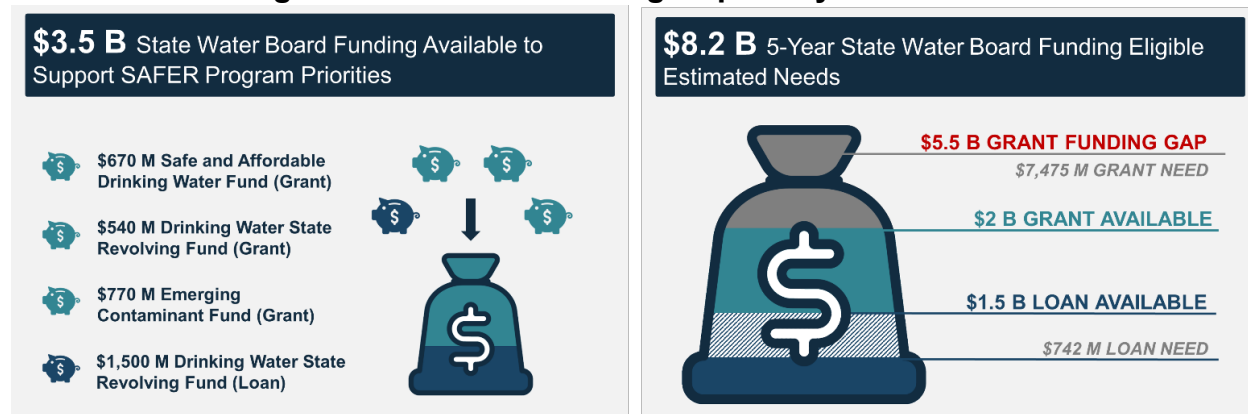 $3.5 B State Water Board Funding Available to
Support SAFER Program Priorities
$670 M Safe and Affordable
Drinking Water Fund (Grant)
$540 M Drinking Water State
Revolving Fund (Grant)
$770 M Emerging
Contaminant Fund (Grant)
$1,500 M Drinking Water State
Revolving Fund (Loan)
$8.2 B 5-Year State Water Board Funding Eligible
Estimated Needs
$5.5 B GRANT FUNDING GAP
$7,475 M GRANT NEED
$2 B GRANT AVAILABLE
$1.5 B LOAN AVAILABLE
$742 M LOAN NEED